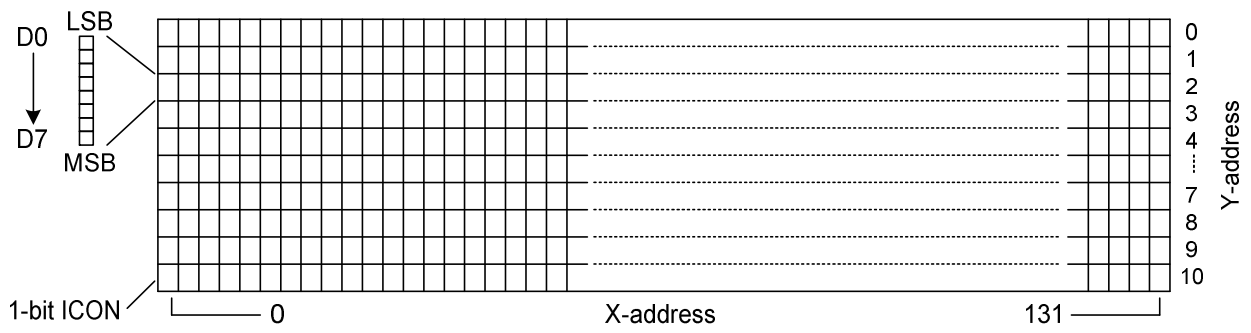 LSB
D0
D7
MSB
1-bit ICON
0
1
2
3
4
7
8
9
10
Y-address
0
X-address
131